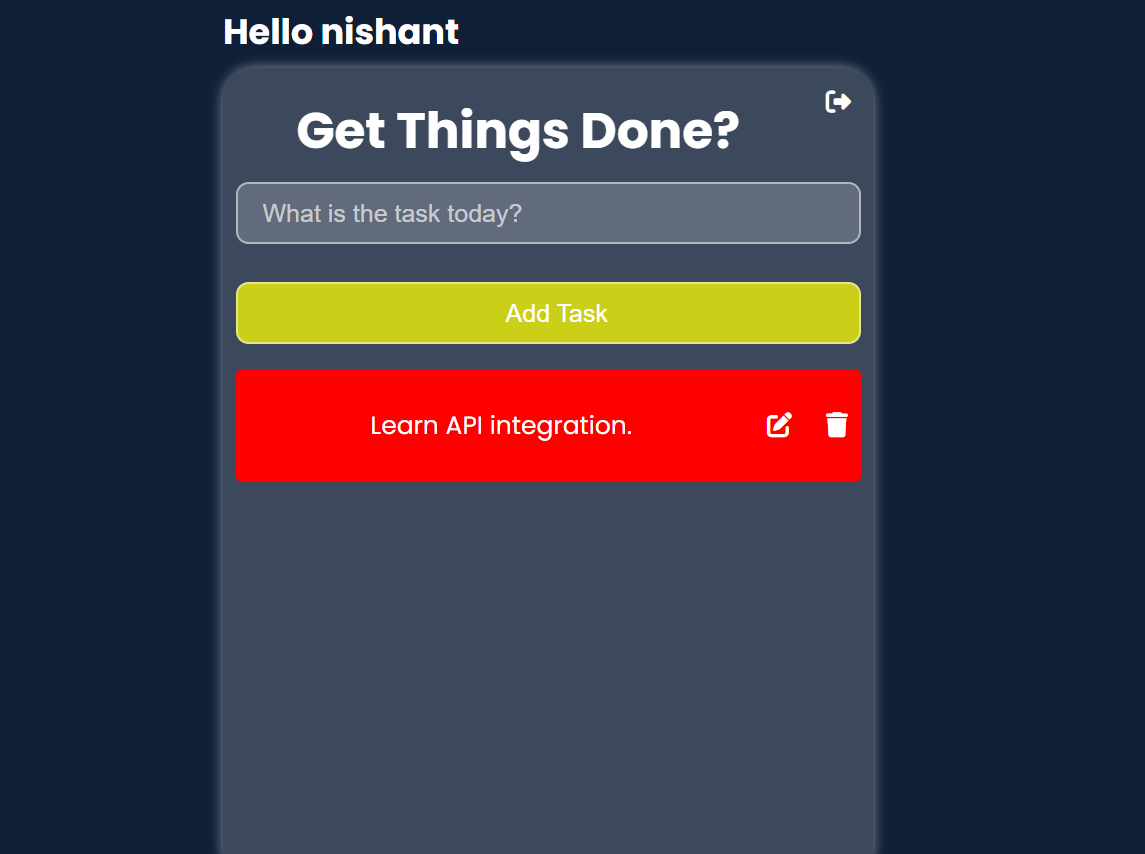 Hello nishant
Get Things Done?
What is the task today?
Add Task
Learn API integration.